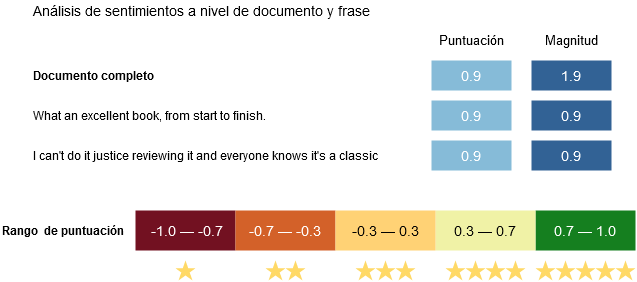 Análisis de sentimientos a nivel de documento y frase
Puntuación Magnitud
Documento completo 0.9 1.9
What an excellent book, from start to finish. 0.9 0.9
I can't do it justice reviewing it and everyone knows it's a classic 0.9 0.9
Rango de puntuación -1.0 — -0.7 -0.7 — -0.3 -0.3 — 0.3 0.3 — 0.7 0.7 — 1.0